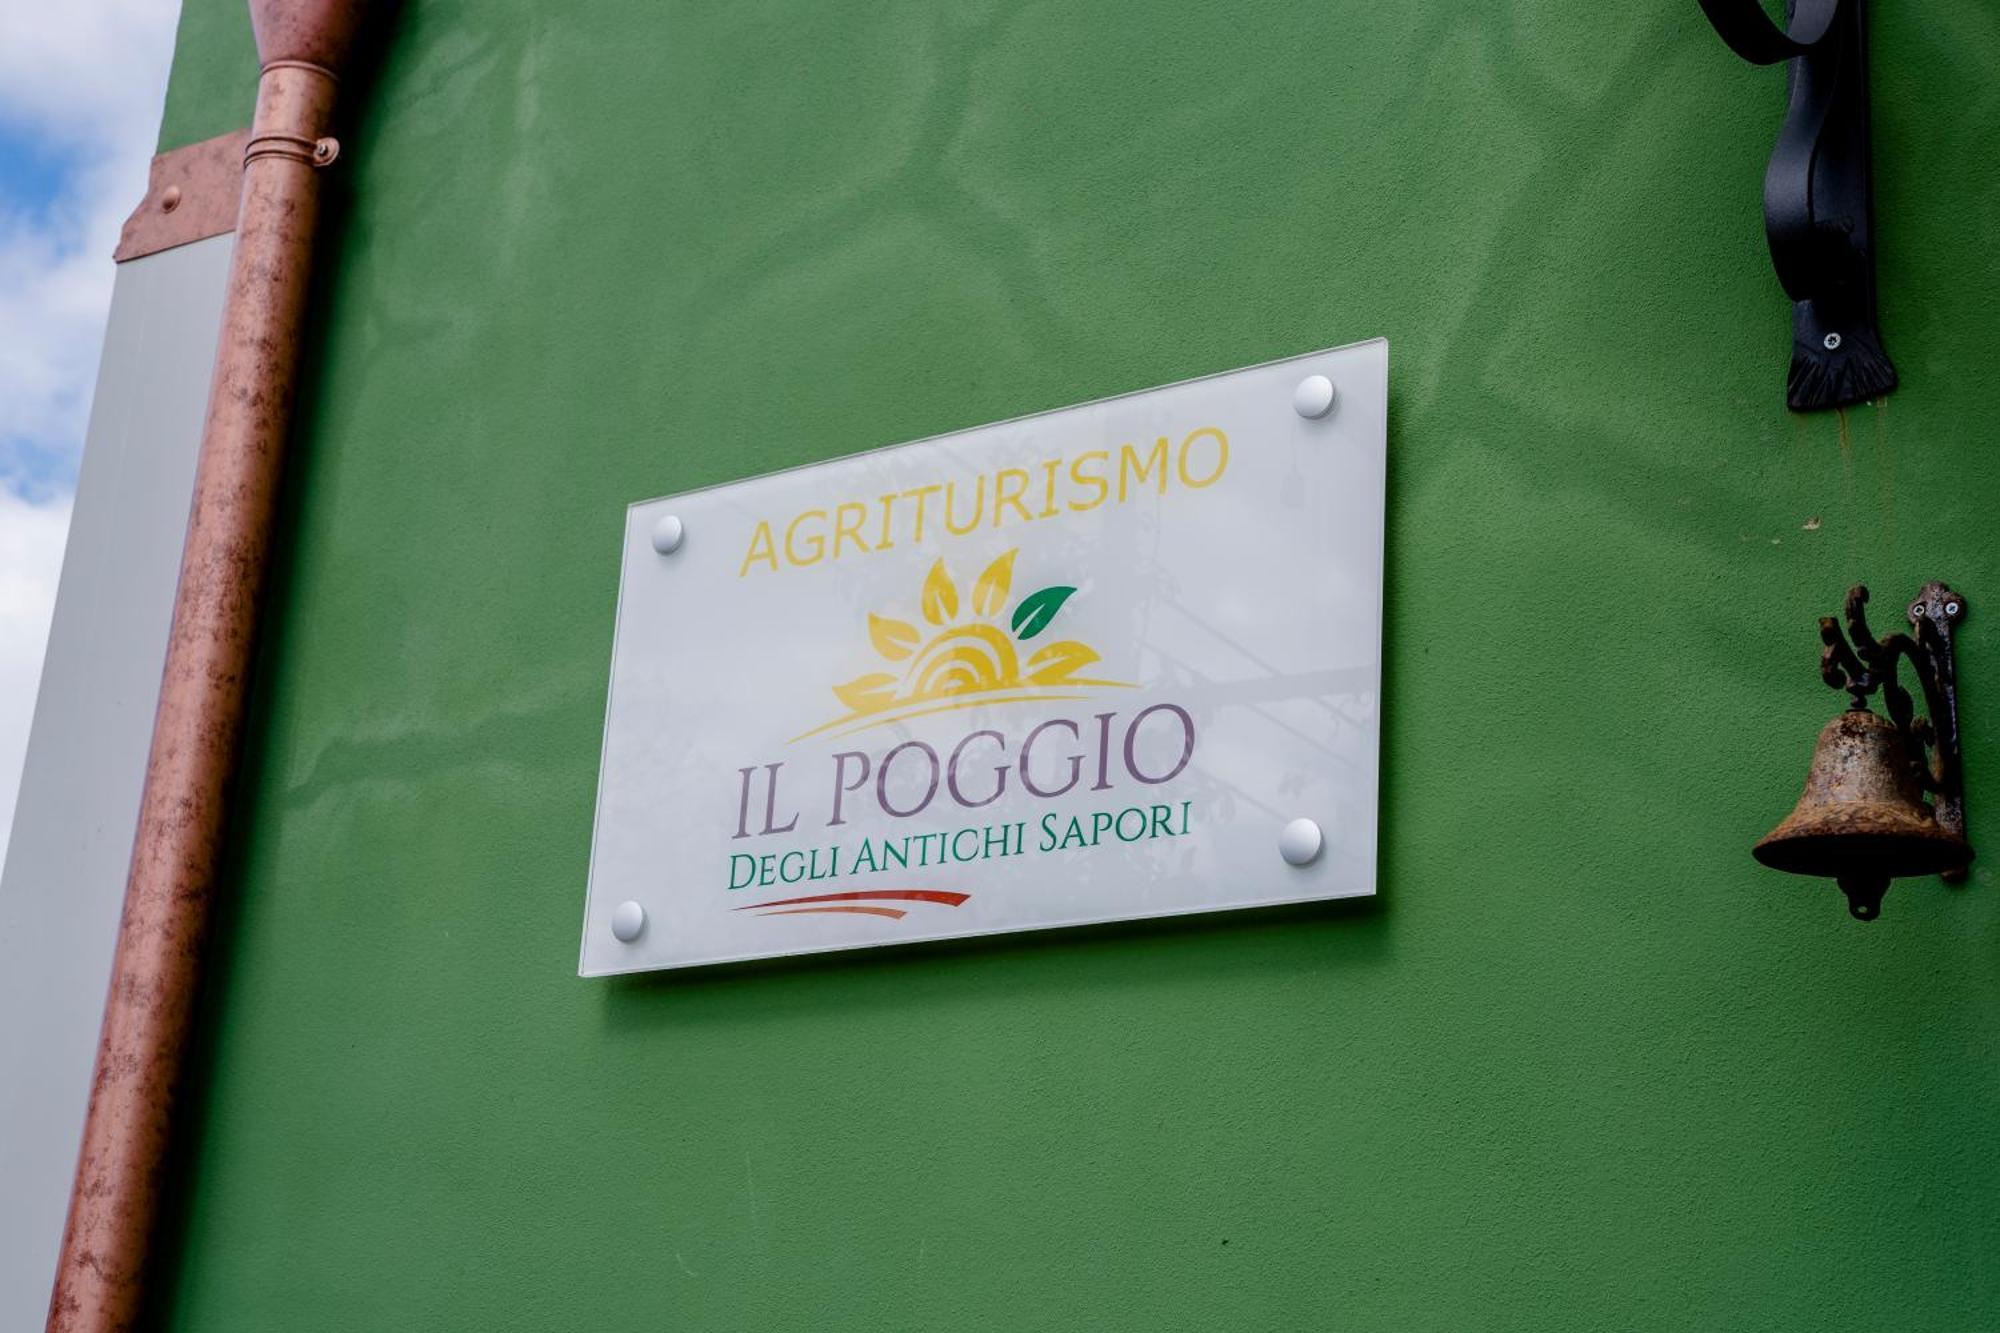 AGRITURISMO
IL POGGIO
DEGLI ANTICHI SAPORI